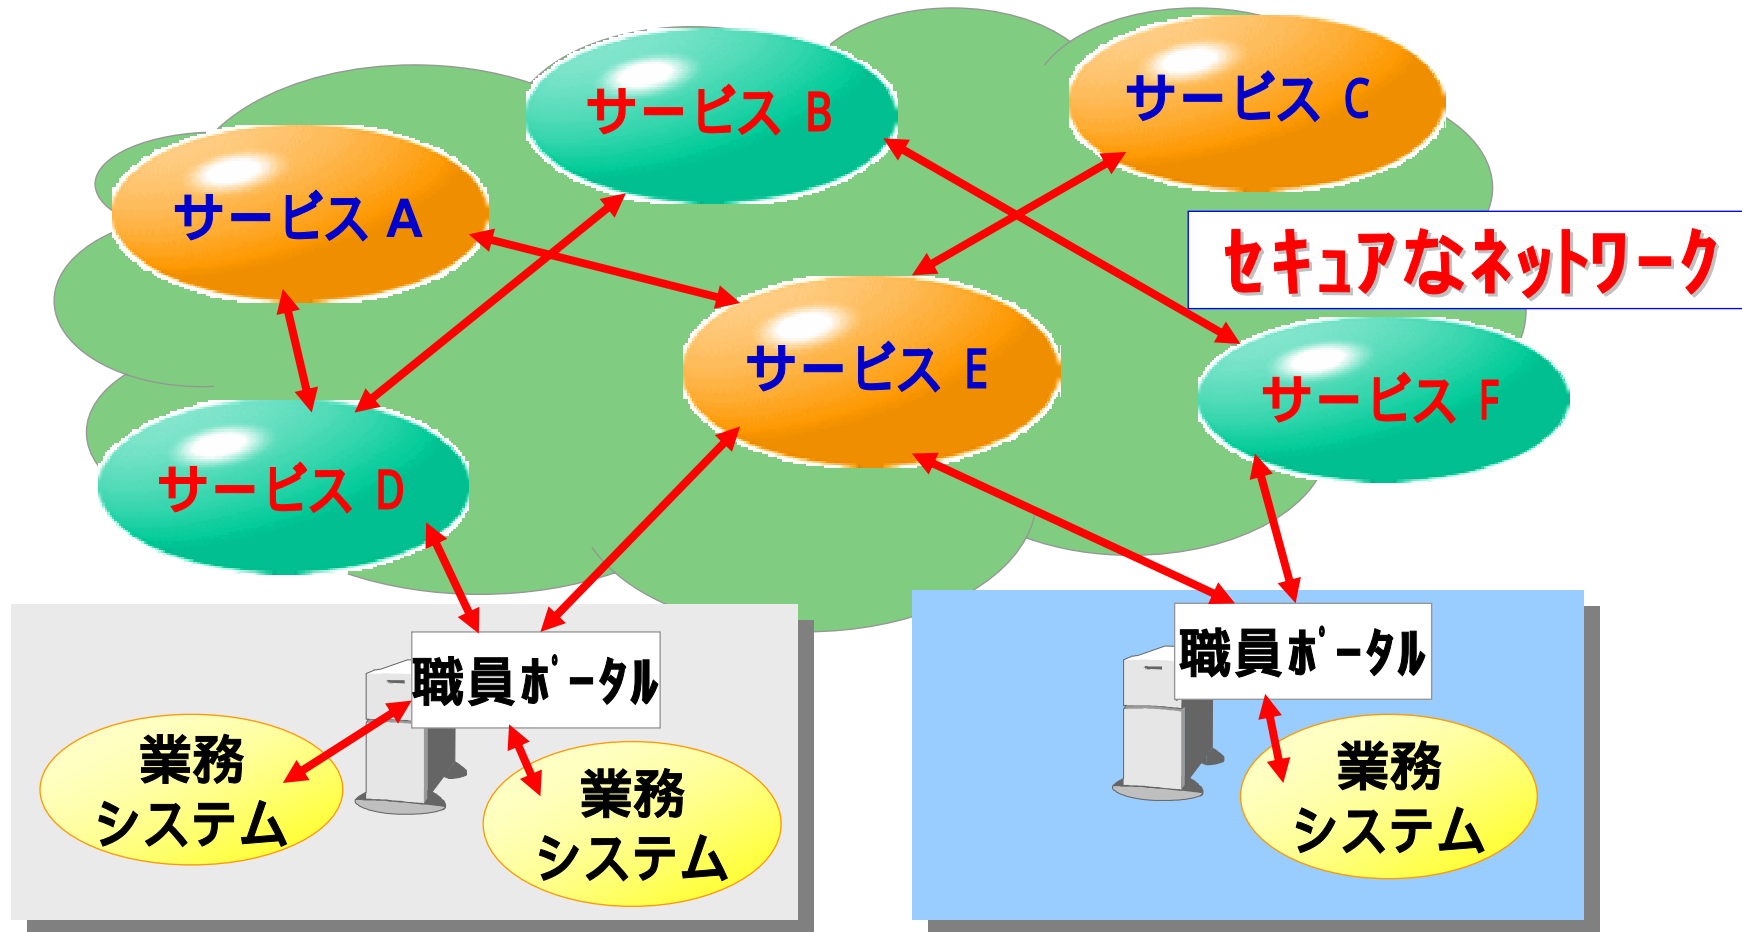 サービス B
サービス C
サービス A
セキュアなネットワーク
サービス E
サービス F
サービス D
職員ポータル
職員ポータル
業務
システム
業務
システム
業務
システム